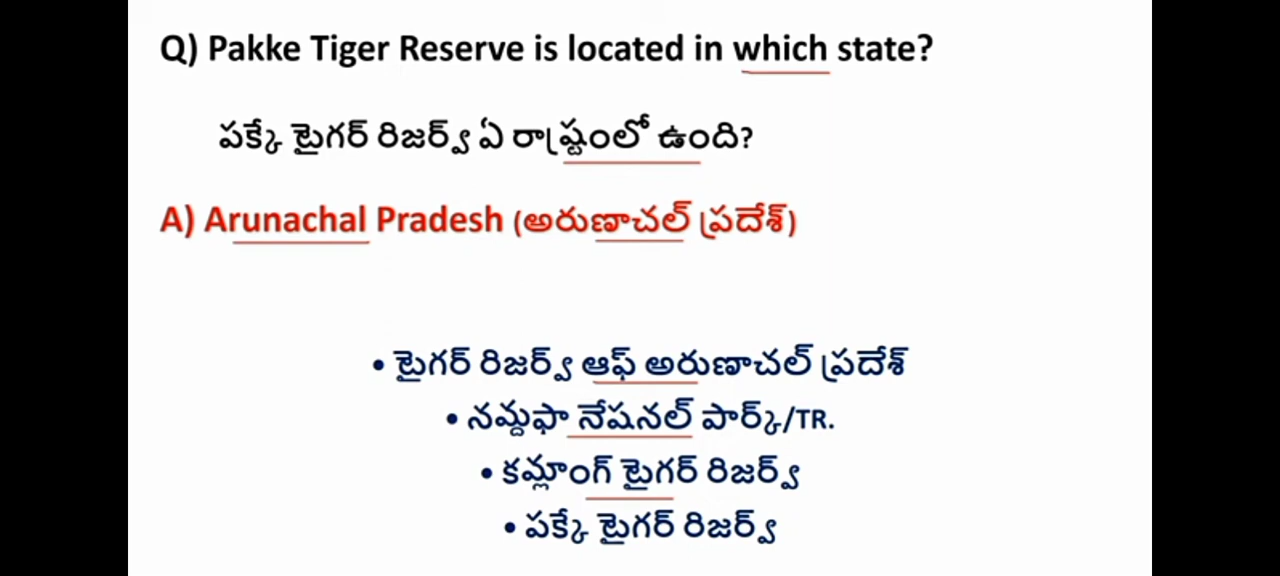 Q) Pakke Tiger Reserve is located in which state?
పక్కే టైగర్ రిజర్వ్ ఏ రాష్ట్రంలో ఉంది?
A) Arunachal Pradesh (అరుణాచల్ ప్రదేశ్)
• టైగర్ రిజర్వ్ ఆఫ్ అరుణాచల్ ప్రదేశ్
• నమ్దఫా నేషనల్ పార్క్/TR.
• కమ్లాంగ్ టైగర్ రిజర్వ్
• పక్కే టైగర్ రిజర్వ్